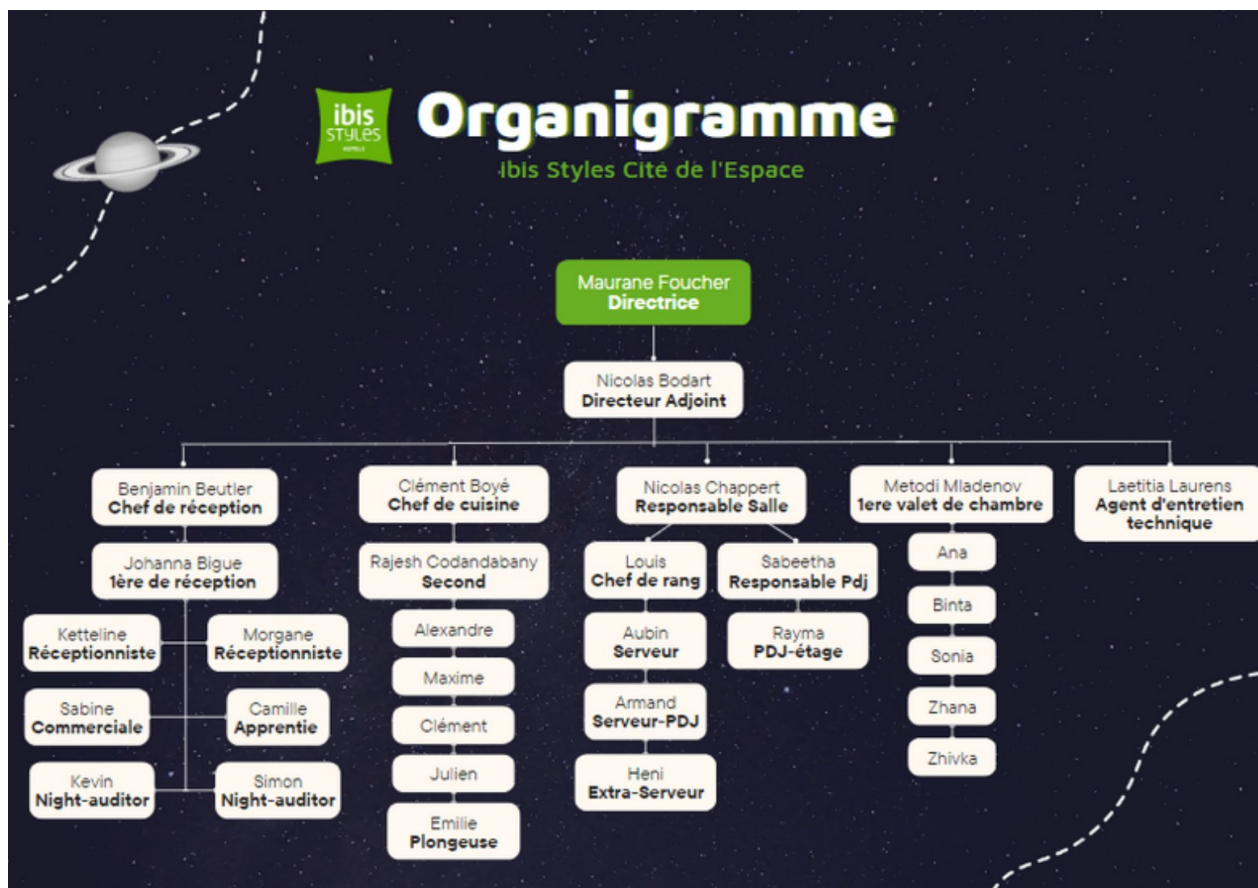 ibis
STYLES
HOTELS
Organigramme
ibis Styles Cité de l'Espace
Maurane Foucher
Directrice
Nicolas Bodart
Directeur Adjoint
Benjamin Beutler
Chef de réception
Clément Boyé
Chef de cuisine
Nicolas Chappert
Responsable Salle
Metodi Mladenov
1ere valet de chambre
Laetitia Laurens
Agent d'entretien
technique
Johanna Bigue
1ère de réception
Rajesh Codandabany
Second
Louis
Chef de rang
Sabeetha
Responsable Pdj
Ana
Ketteline
Réceptionniste
Morgane
Réceptionniste
Alexandre
Aubin
Serveur
Rayma
PDJ-étage
Binta
Maxime
Sonia
Sabine
Commerciale
Camille
Apprentie
Clément
Armand
Serveur-PDJ
Zhana
Kevin
Night-auditor
Simon
Night-auditor
Julien
Heni
Extra-Serveur
Zhivka
Emilie
Plongeuse